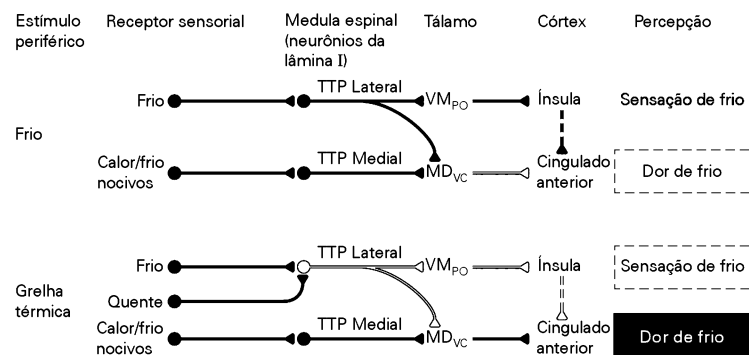 Estímulo periférico
Receptor sensorial
Medula espinal
(neurônios da
lâmina I)
Tálamo
Córtex
Percepção
Frio
Frio
TTP Lateral
VMPO
Ínsula
Sensação de frio
Calor/frio
nocivos
TTP Medial
MDVC
Cingulado
anterior
Dor de frio
Grelha
térmica
Frio
TTP Lateral
VMPO
Ínsula
Sensação de frio
Quente
Calor/frio
nocivos
TTP Medial
MDVC
Cingulado
anterior
Dor de frio